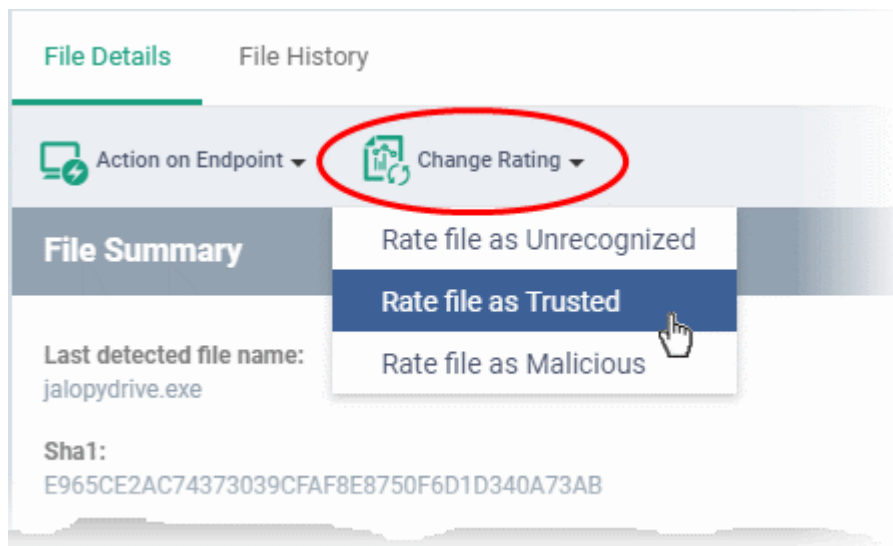 File Details File History
Action on Endpoint Change Rating
File Summary
Rate file as Unrecognized
Rate file as Trusted
Rate file as Malicious
Last detected file name:
jalopydrive.exe
Sha1:
E965CE2AC74373039CFAF8E8750F6D1D340A73AB